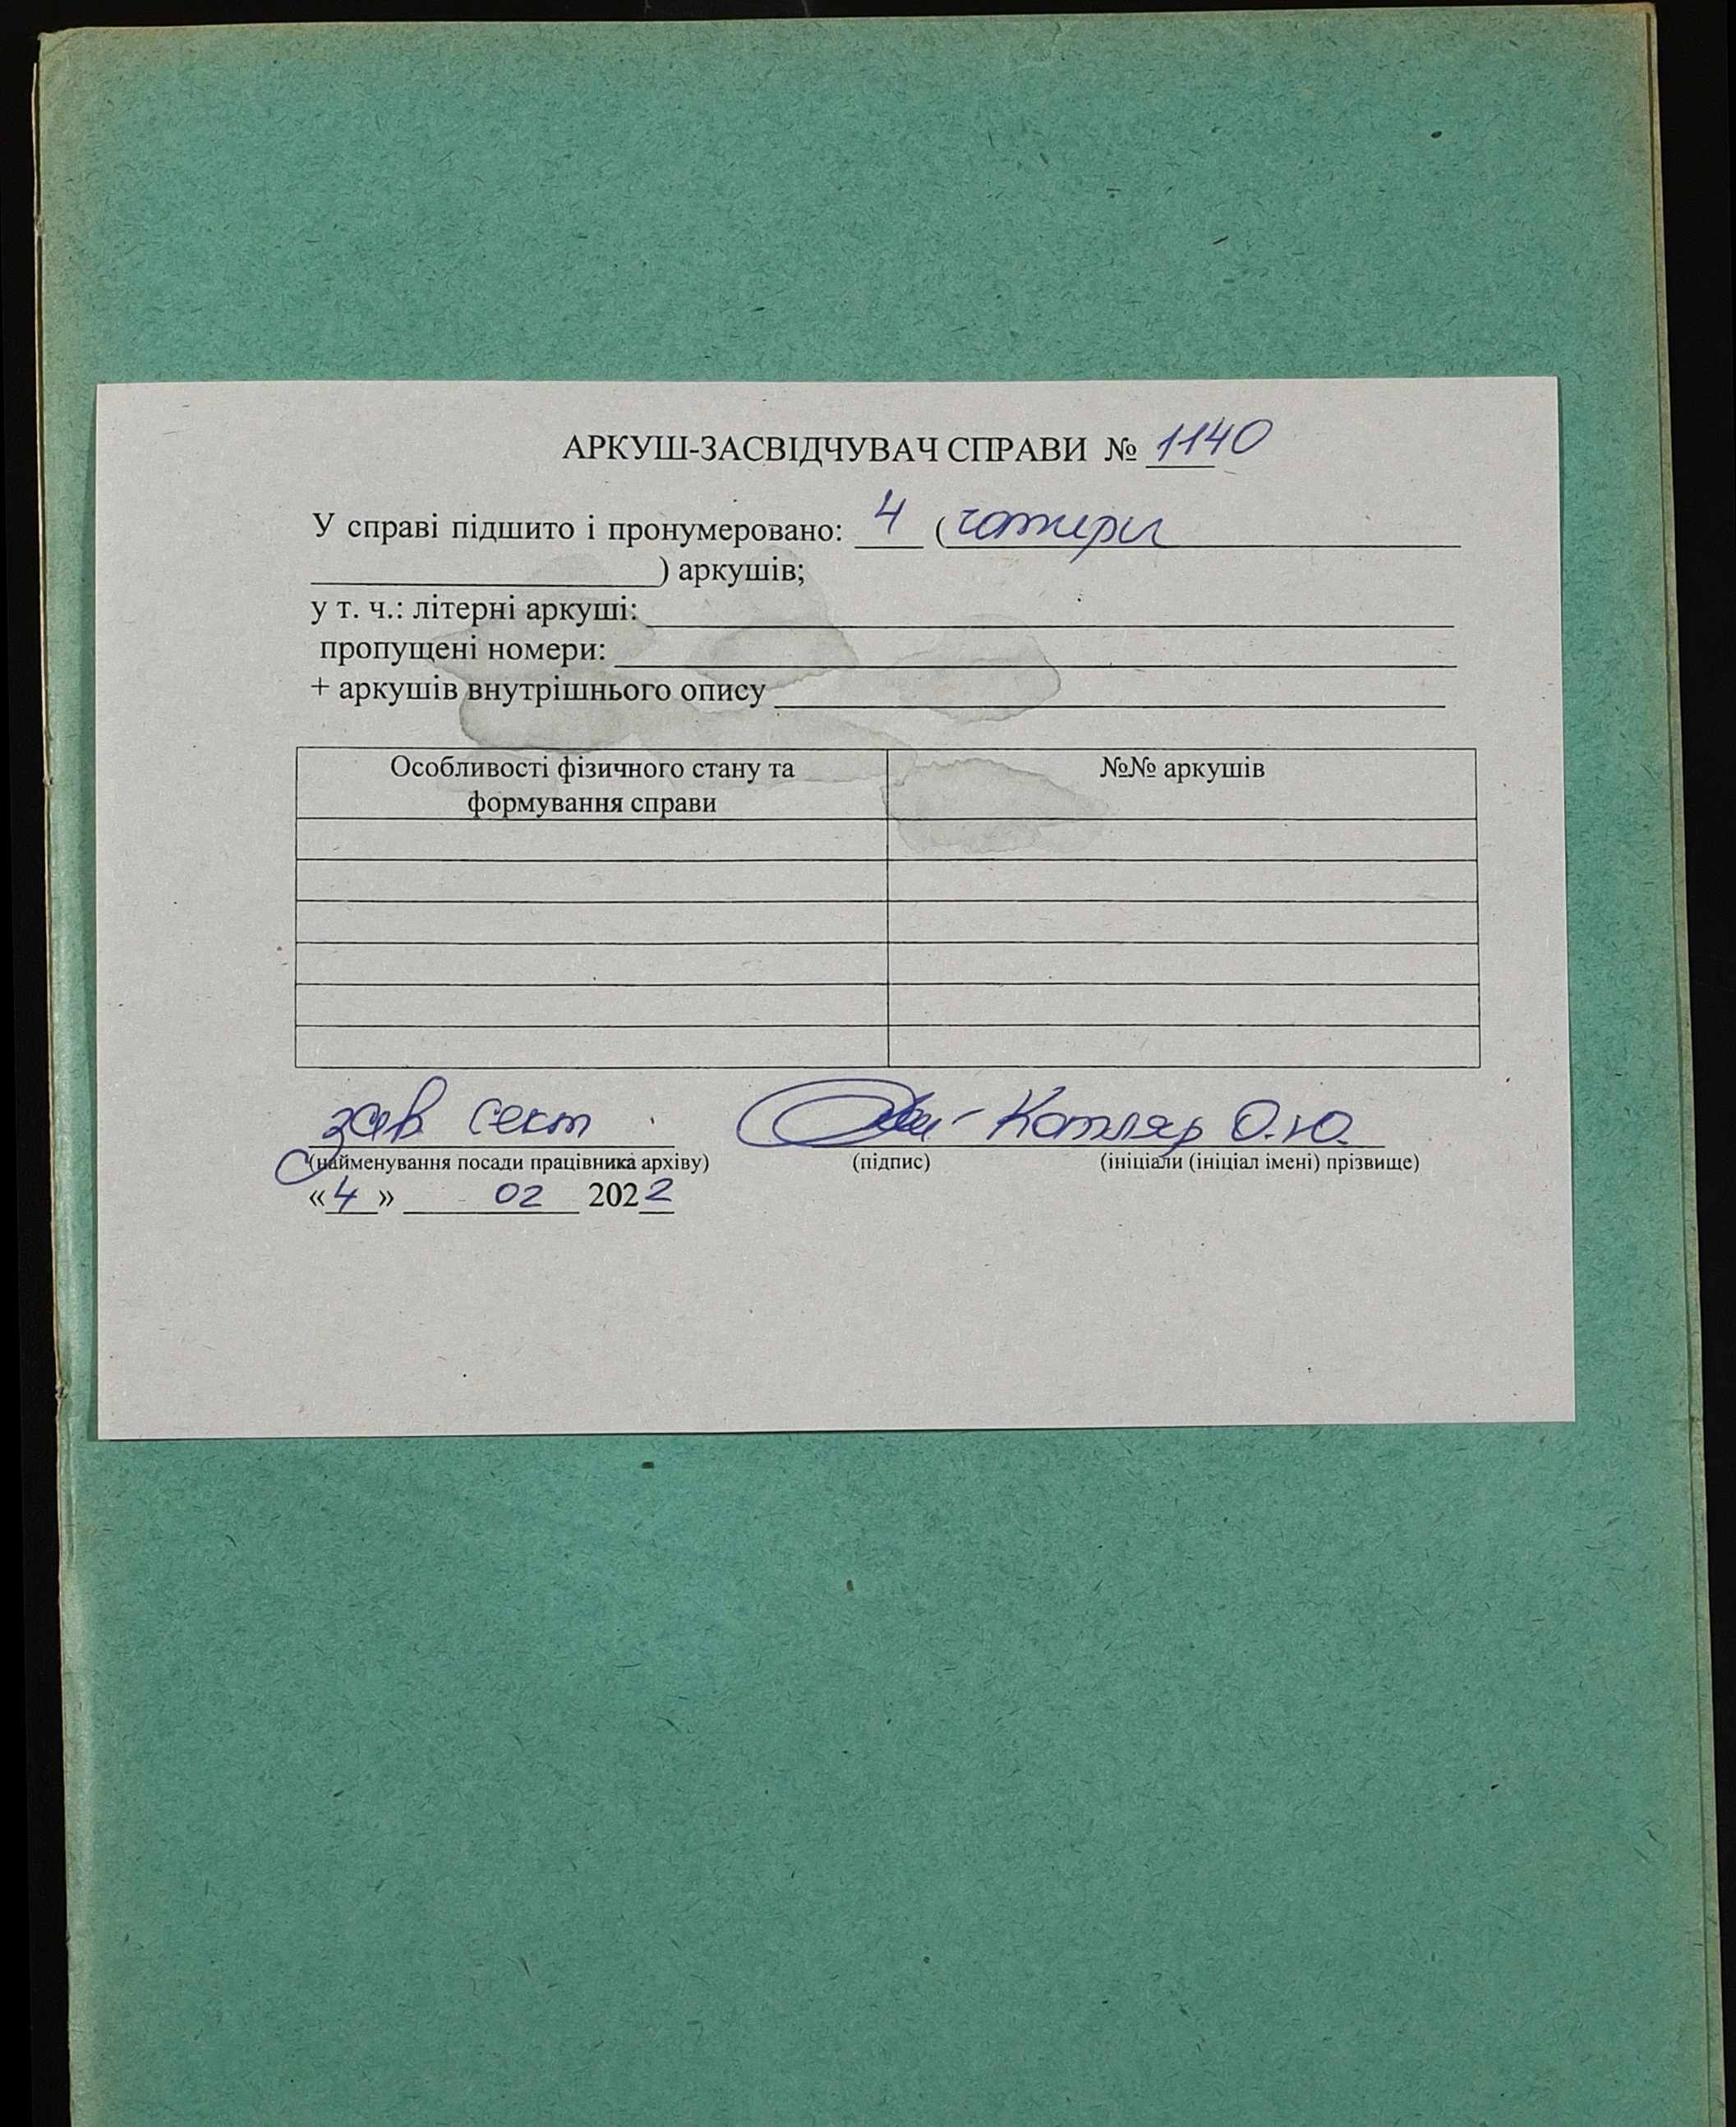 АРКУШ-ЗАСВІДЧУВАЧ СПРАВИ № 1140
У справі підшито і пронумеровано: 4 (чотири
) аркушів;
у т. ч.: літерні аркуші:
пропущені номери:
+ аркушів внутрішнього опису
Особливості фізичного стану та №№ аркушів
формування справи
зав сект Котляр О.Ю.
(найменування посади працівника архіву) (підпис) (ініціали (ініціал імені) прізвище)
«4» 02 2022